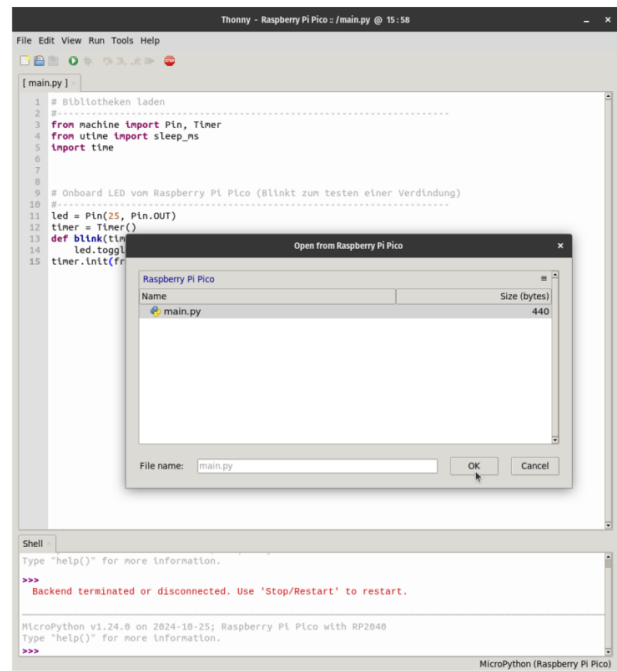 Thonny - Raspberry Pi Pico :: /main.py @ 15 : 58
File Edit View Run Tools Help
[ main.py ]
1 # Bibliotheken laden
2 #------------------------------------------------------------------
3 from machine import Pin, Timer
4 from utime import sleep_ms
5 import time
6
7
8
9 # Onboard LED vom Raspberry Pi Pico (Blinkt zum testen einer Verdindung)
10 #------------------------------------------------------------------
11 led = Pin(25, Pin.OUT)
12 timer = Timer()
13 def blink(tim
14 led.toggl
15 timer.init(fr
Open from Raspberry Pi Pico
Raspberry Pi Pico
Name Size (bytes)
main.py 440
File name: main.py OK Cancel
Shell
Type "help()" for more information.
>>>
Backend terminated or disconnected. Use 'Stop/Restart' to restart.
MicroPython v1.24.0 on 2024-10-25; Raspberry Pi Pico with RP2040
Type "help()" for more information.
>>>
MicroPython (Raspberry Pi Pico)